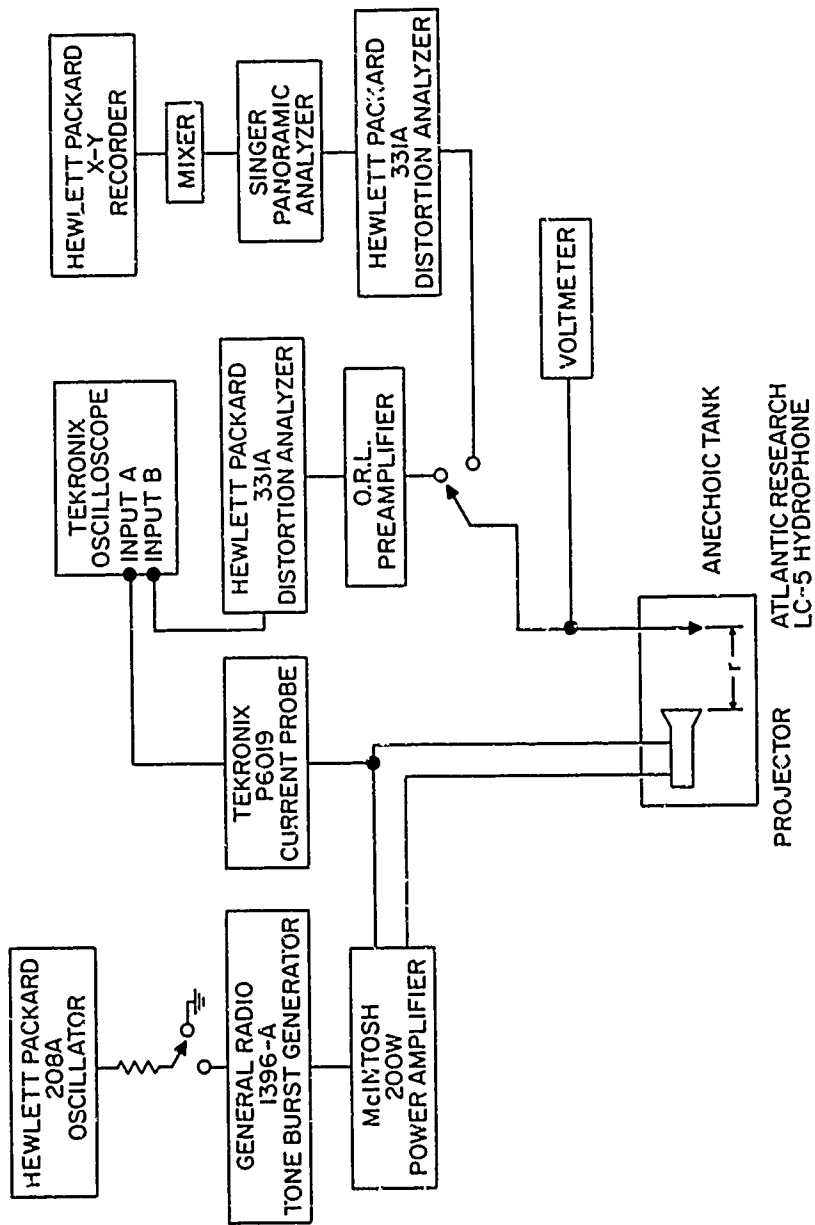 HEWLETT PACKARD
208A
OSCILLATOR
GENERAL RADIO
1396-A
TONE BURST GENERATOR
McINTOSH
200W
POWER AMPLIFIER
TEKRONIX
P6019
CURRENT PROBE
TEKRONIX
OSCILLOSCOPE
INPUT A
INPUT B
HEWLETT PACKARD
331A
DISTORTION ANALYZER
O.R.L.
PREAMPLIFIER
HEWLETT PACKARD
X-Y
RECORDER
MIXER
SINGER
PANORAMIC
ANALYZER
HEWLETT PACKARD
331A
DISTORTION ANALYZER
VOLTMETER
r
ANECHOIC TANK
PROJECTOR
ATLANTIC RESEARCH
LC-5 HYDROPHONE